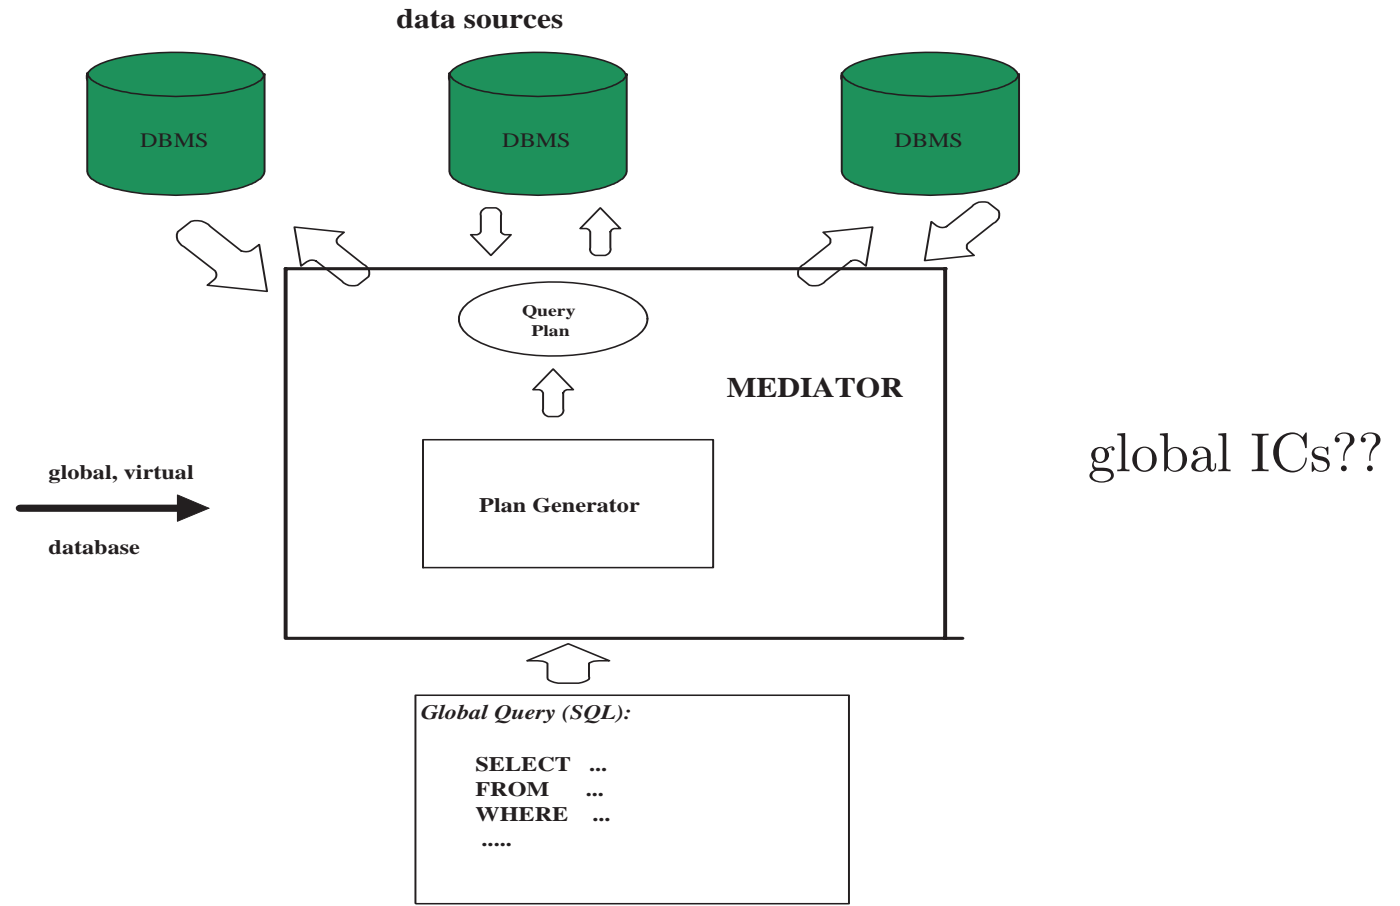 data sources
DBMS
DBMS
DBMS
Query
Plan
MEDIATOR
global ICs??
global, virtual
Plan Generator
database
Global Query (SQL):
SELECT ...
FROM ...
WHERE ...
.....